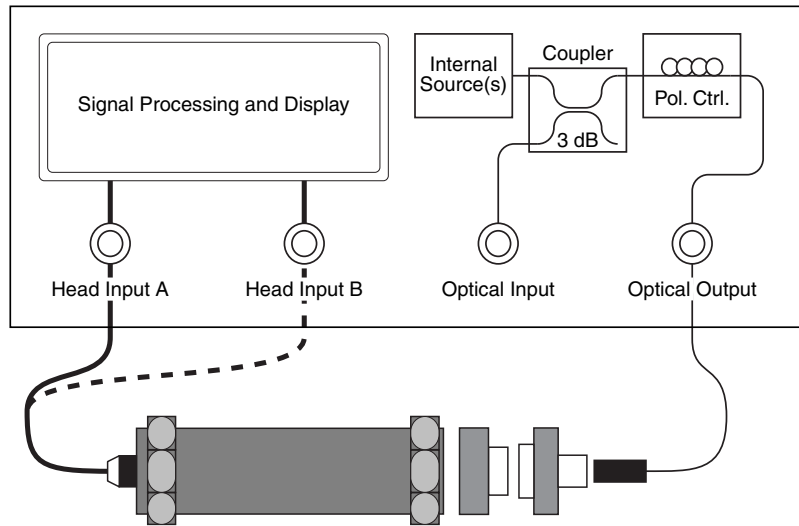 Signal Processing and Display
Internal
Source(s)
Coupler
3 dB
Pol. Ctrl.
Head Input A
Head Input B
Optical Input
Optical Output